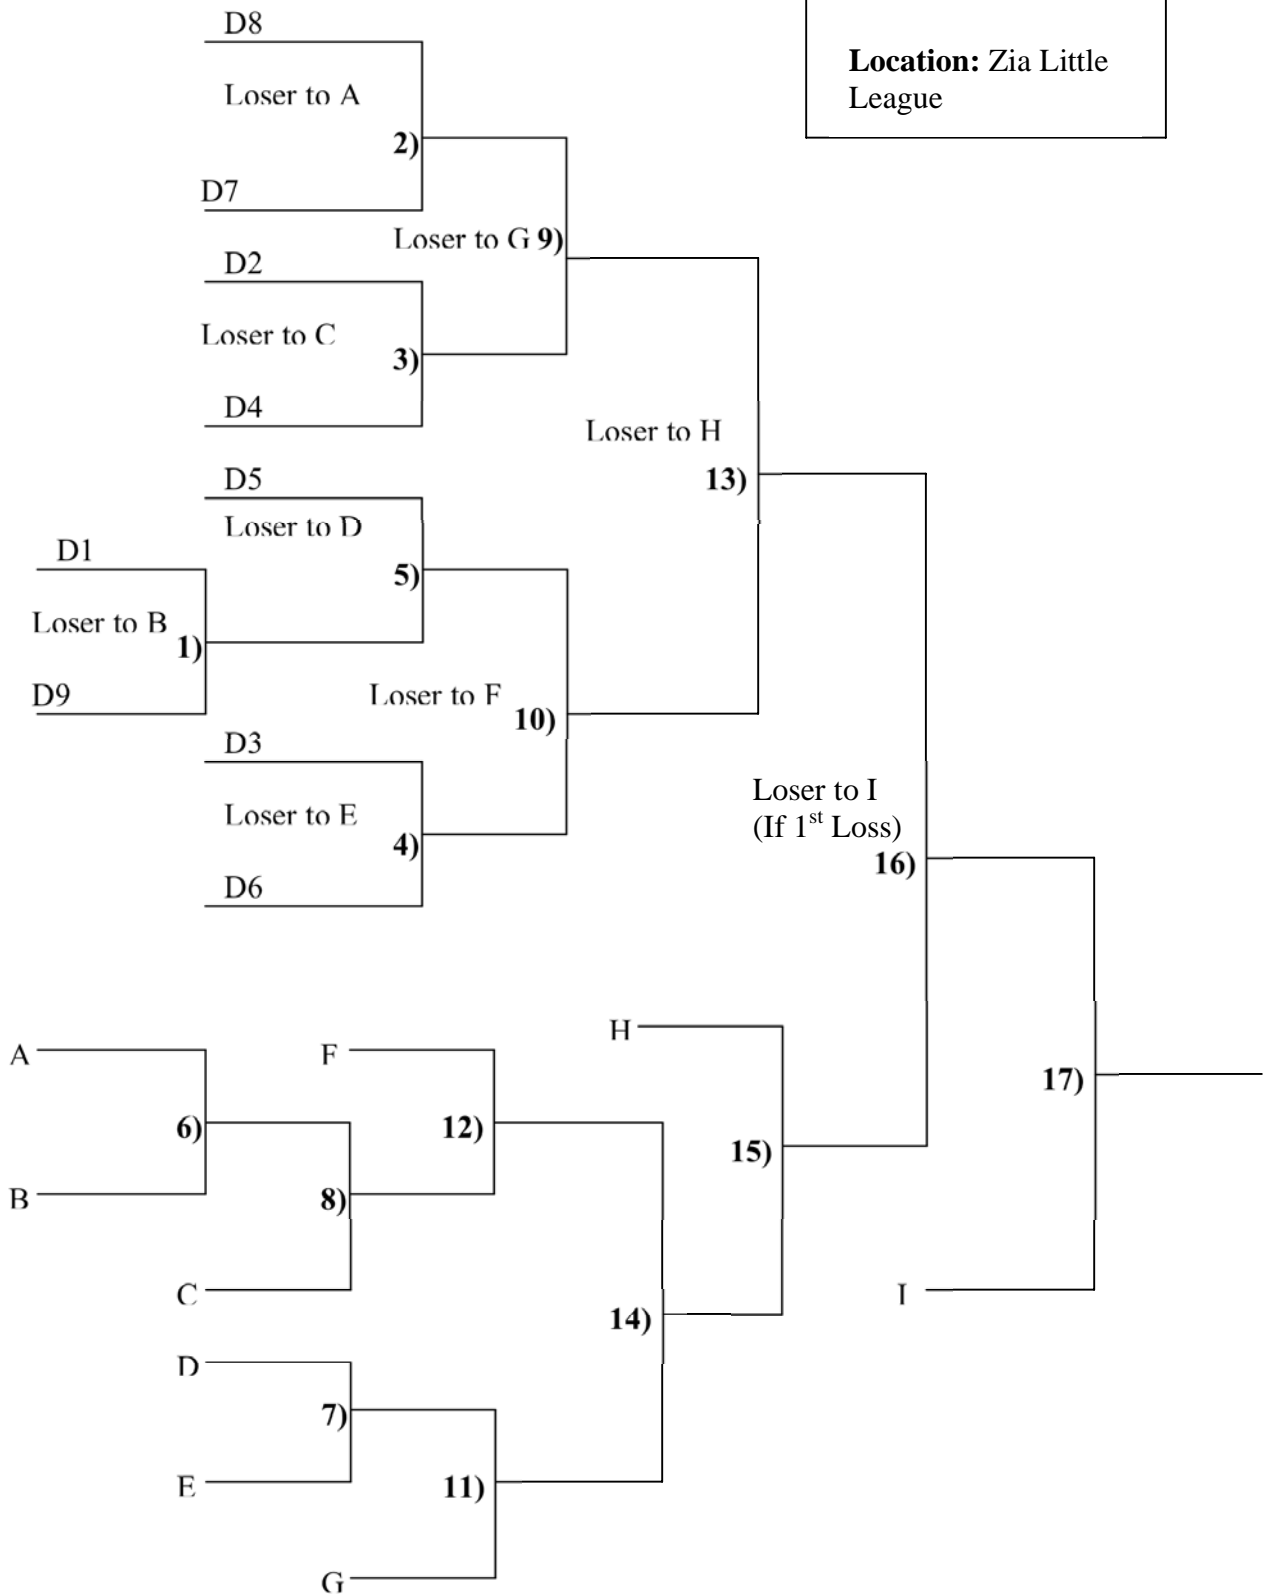 D8
Location: Zia Little
League
Loser to A
2)
D7
Loser to G 9)
D2
Loser to C
3)
D4
Loser to H
13)
D5
Loser to D
D1
5)
Loser to B
1)
D9
Loser to F
10)
D3
Loser to E
4)
D6
Loser to I
(If 1st Loss)
16)
H
A
F
17)
6)
12)
15)
B
8)
C
I
14)
D
7)
E
11)
G